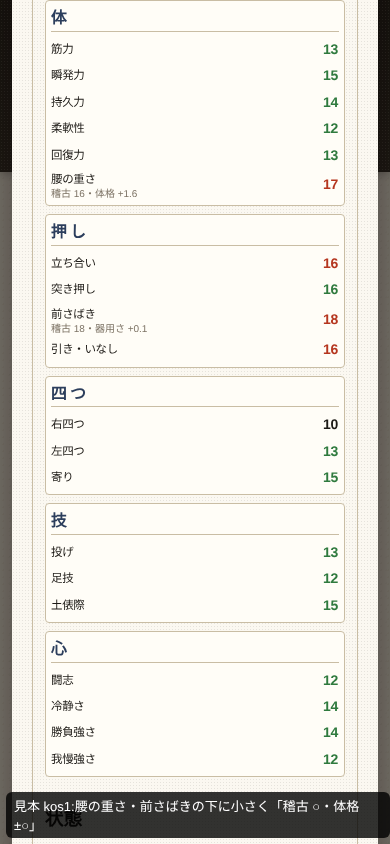 体
筋力 13
瞬発力 15
持久力 14
柔軟性 12
回復力 13
腰の重さ 17
稽古 16・体格 +1.6
押し
立ち合い 16
突き押し 16
前さばき 18
稽古 18・器用さ +0.1
引き・いなし 16
四つ
右四つ 10
左四つ 13
寄り 15
技
投げ 13
足技 12
土俵際 15
心
闘志 12
冷静さ 14
勝負強さ 14
我慢強さ 12
見本 kos1:腰の重さ・前さばきの下に小さく「稽古 ○・体格
±○」
状態